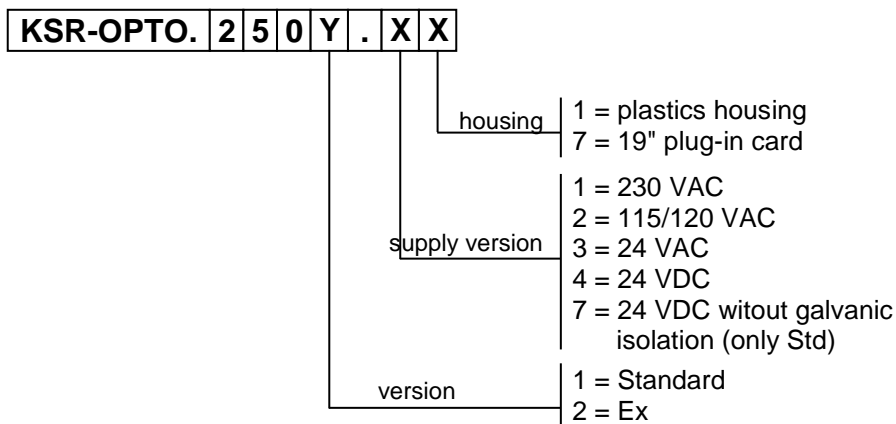 KSR-OPTO. 2 5 0 Y . X X
housing
1 = plastics housing
7 = 19" plug-in card
supply version
1 = 230 VAC
2 = 115/120 VAC
3 = 24 VAC
4 = 24 VDC
7 = 24 VDC witout galvanic
isolation (only Std)
version
1 = Standard
2 = Ex